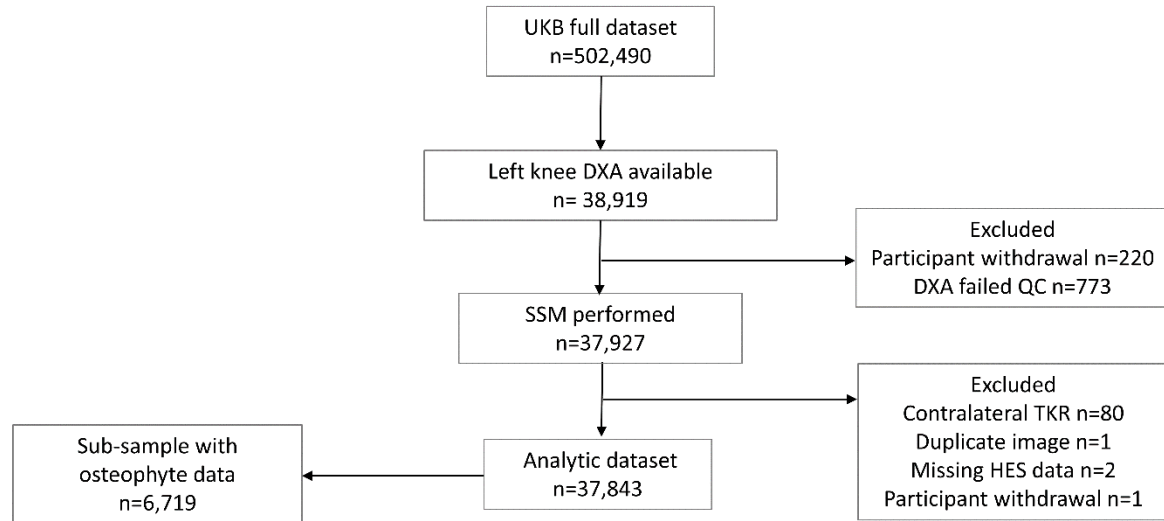 UKB full dataset
n=502,490
Left knee DXA available
n= 38,919
Excluded
Participant withdrawal n=220
DXA failed QC n=773
SSM performed
n=37,927
Excluded
Contralateral TKR n=80
Duplicate image n=1
Missing HES data n=2
Participant withdrawal n=1
Analytic dataset
n=37,843
Sub-sample with
osteophyte data
n=6,719